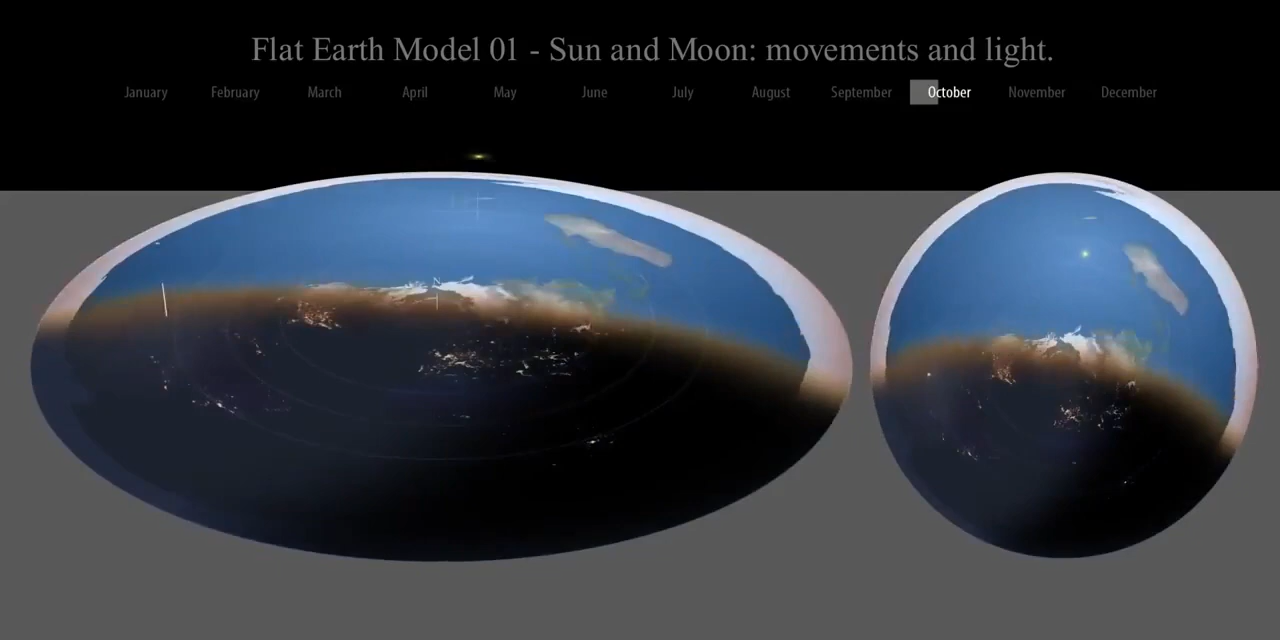 Flat Earth Model 01 - Sun and Moon: movements and light.
January February March April May June July August September October November December
N